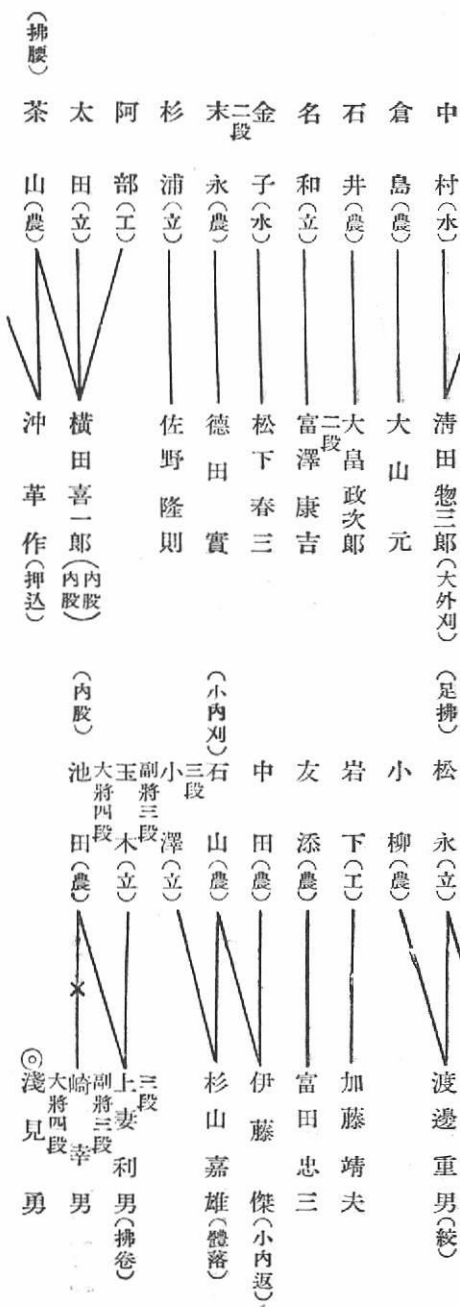 中村（水） 清田惣三郎（大外刈）
倉島（農） 大山元
石井（農） 大畠政次郎
二段
名和（立） 富澤康吉
金子（水） 松下春三
二段
末永（農） 德田實
杉浦（立） 佐野隆則
阿部（工）
太田（立） 橫田喜一郎（内股 内股）
（拂腰）茶山（農） 沖革作（押込）
（足拂）松永（立） 渡邊重男（絞）
小柳（農）
岩下（工） 加藤靖夫
友添（農） 富田忠三
中田（農） 伊藤傑（小内返）
（小内刈）石山（農） 杉山嘉雄（體落）
三段
小澤（立）
副將三段 三段
玉木（立） 上妻利男（拂卷）
大將四段 副將三段
（内股）池田（農） 崎幸男
大將四段
◎淺見勇